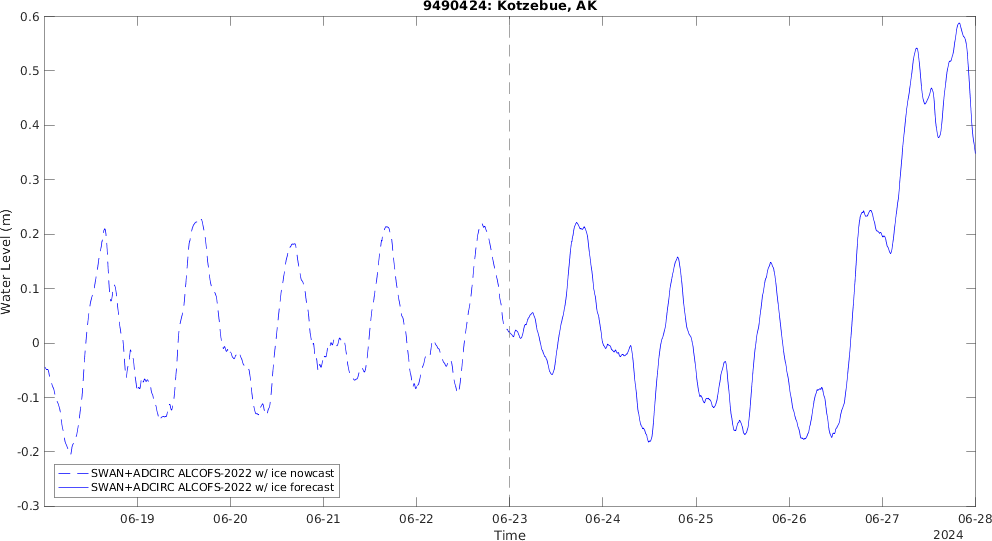 9490424: Kotzebue, AK
0.6
0.5
0.4
0.3
0.2
0.1
0
-0.1
-0.2
-0.3
Water Level (m)
SWAN+ADCIRC ALCOFS-2022 w/ ice nowcast
SWAN+ADCIRC ALCOFS-2022 w/ ice forecast
06-19 06-20 06-21 06-22 06-23 06-24 06-25 06-26 06-27 06-28
Time
2024